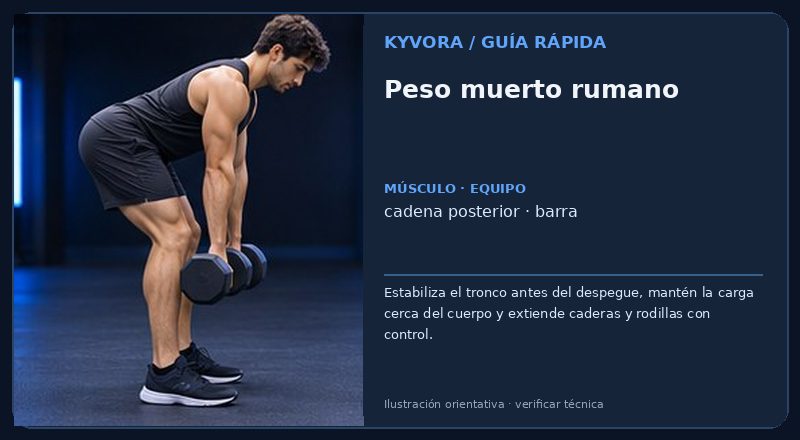 KYVORA / GUÍA RÁPIDA
Peso muerto rumano
MÚSCULO · EQUIPO
cadena posterior · barra
Estabiliza el tronco antes del despegue, mantén la carga
cerca del cuerpo y extiende caderas y rodillas con
control.
Ilustración orientativa · verificar técnica